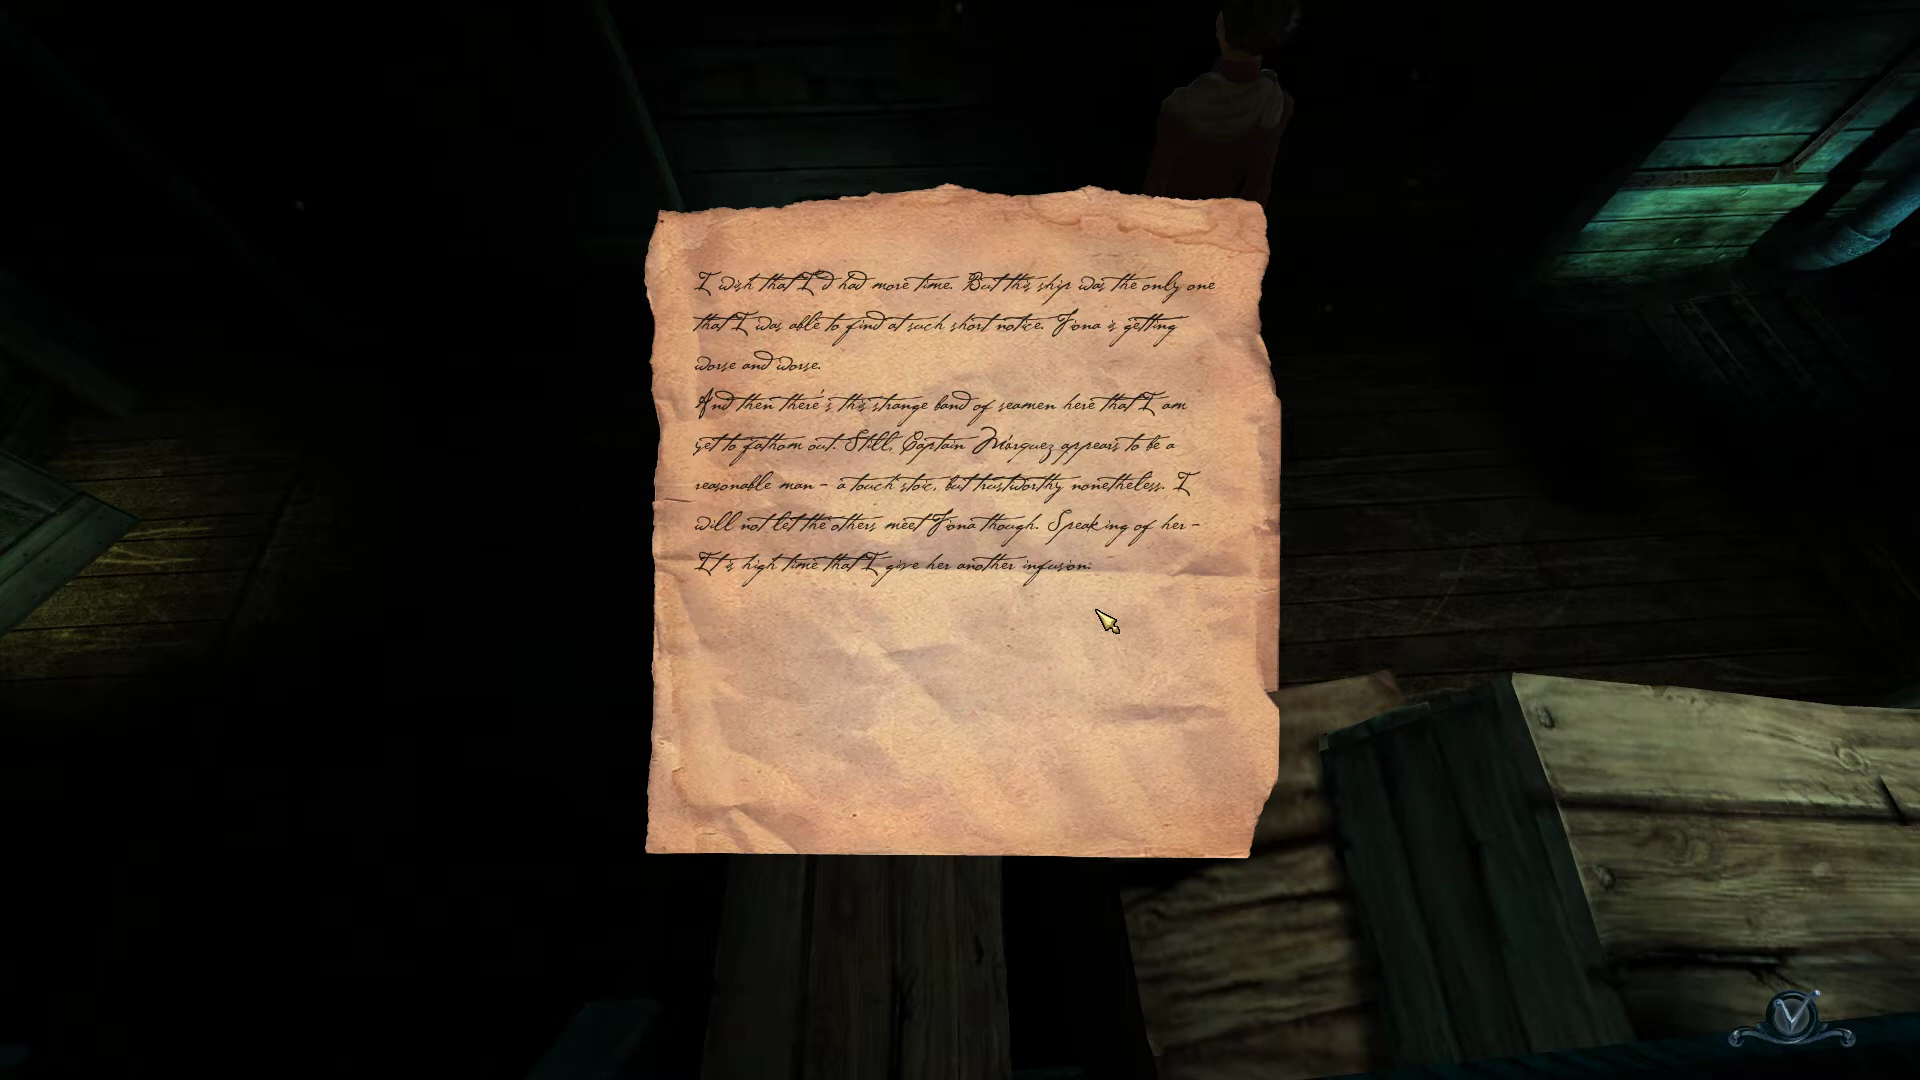 I wish that I'd had more time. But this ship was the only one
that I was able to find at such short notice. Fiona is getting
worse and worse.
And then there's this strange band of seamen here that I am
yet to fathom out. Still, Captain Márquez appears to be a
reasonable man - a touch stoic, but trustworthy nonetheless. I
will not let the others meet Fiona though. Speaking of her -
It is high time that I give her another infusion.